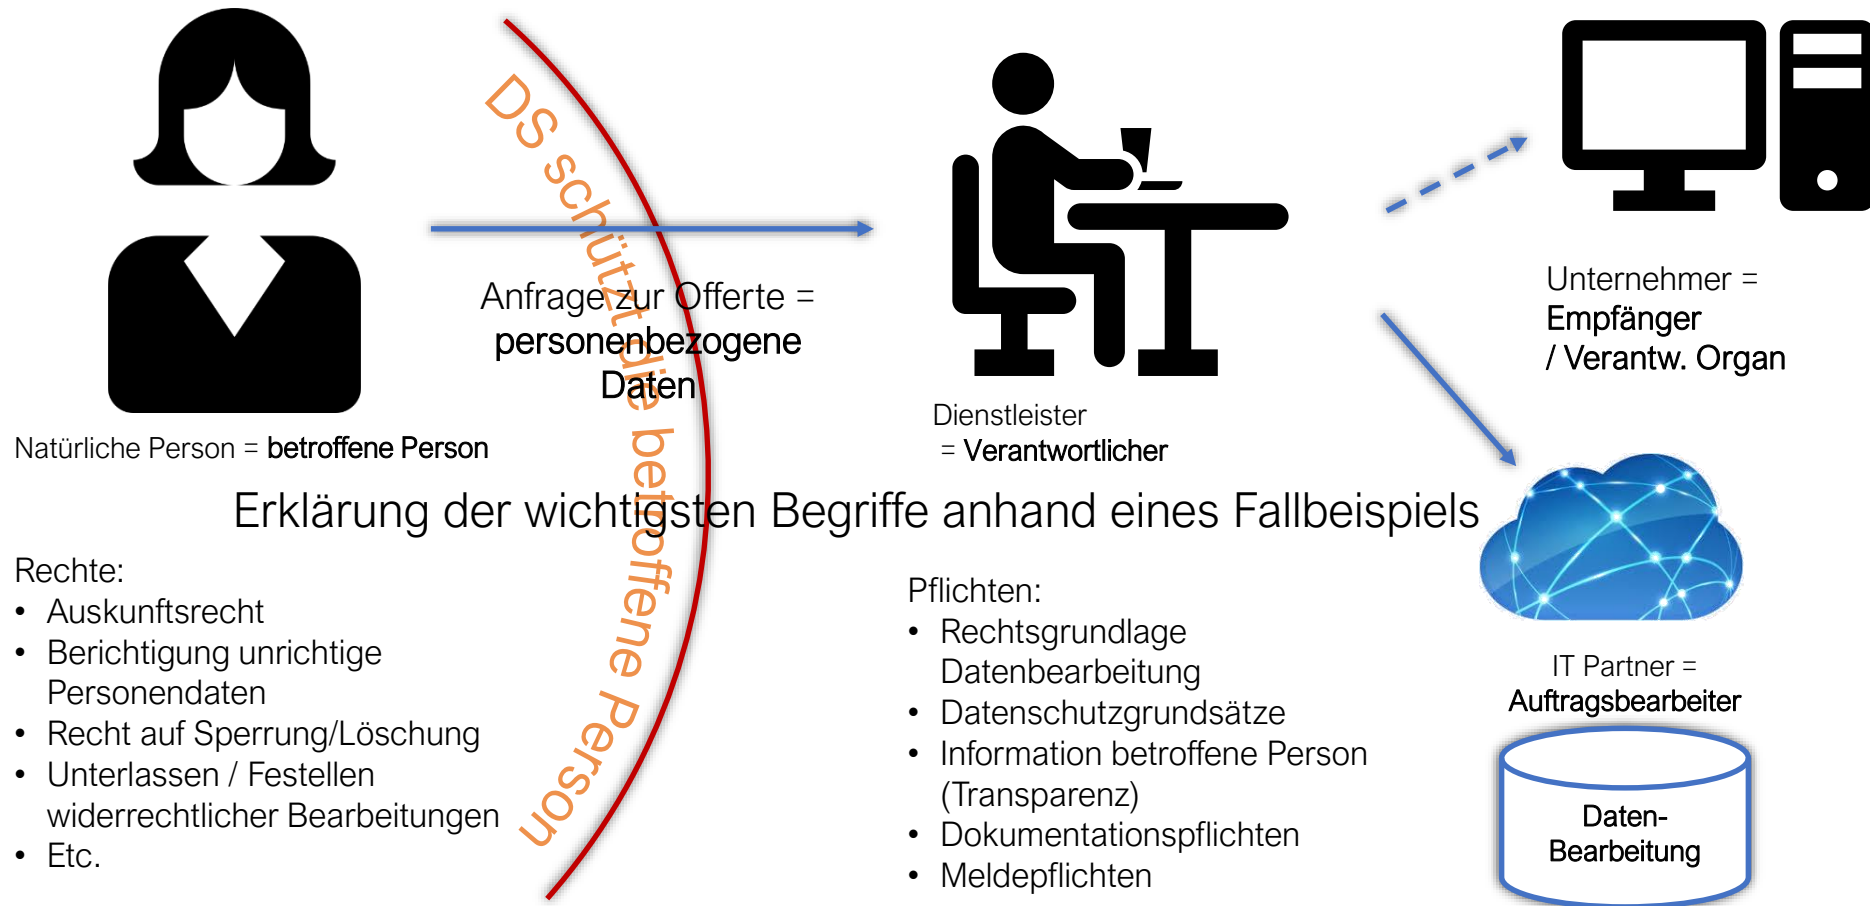 DS schützt die betroffene Person
Anfrage zur Offerte =
personenbezogene
Daten
Natürliche Person = betroffene Person
Dienstleister
= Verantwortlicher
Unternehmer =
Empfänger
/ Verantw. Organ
Erklärung der wichtigsten Begriffe anhand eines Fallbeispiels
Rechte:
• Auskunftsrecht
• Berichtigung unrichtige
Personendaten
• Recht auf Sperrung/Löschung
• Unterlassen / Festellen
widerrechtlicher Bearbeitungen
• Etc.
Pflichten:
• Rechtsgrundlage
Datenbearbeitung
• Datenschutzgrundsätze
• Information betroffene Person
(Transparenz)
• Dokumentationspflichten
• Meldepflichten
IT Partner =
Auftragsbearbeiter
Daten-
Bearbeitung